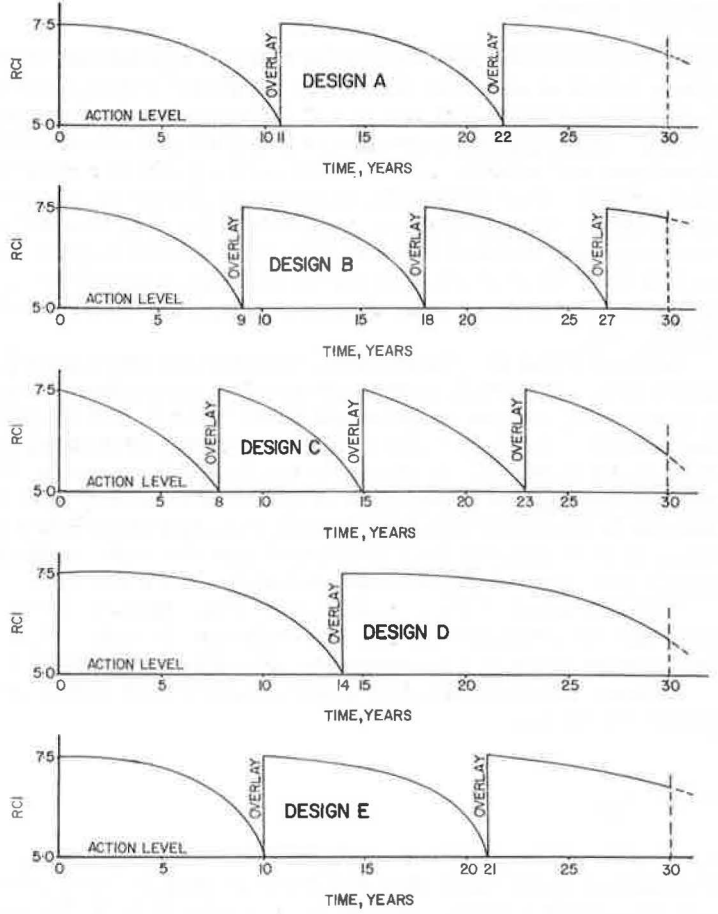 RCI
7·5
5·0
ACTION LEVEL
OVERLAY
DESIGN A
OVERLAY
0 5 10 11 15 20 22 25 30
TIME, YEARS
RCI
7·5
5·0
ACTION LEVEL
OVERLAY
DESIGN B
OVERLAY
OVERLAY
0 5 9 10 15 18 20 25 27 30
TIME, YEARS
RCI
7·5
5·0
ACTION LEVEL
OVERLAY
DESIGN C
OVERLAY
OVERLAY
0 5 8 10 15 20 23 25 30
TIME, YEARS
RCI
7·5
5·0
ACTION LEVEL
OVERLAY
DESIGN D
0 5 10 14 15 20 25 30
TIME, YEARS
RCI
7·5
5·0
ACTION LEVEL
OVERLAY
DESIGN E
OVERLAY
0 5 10 15 20 21 25 30
TIME, YEARS